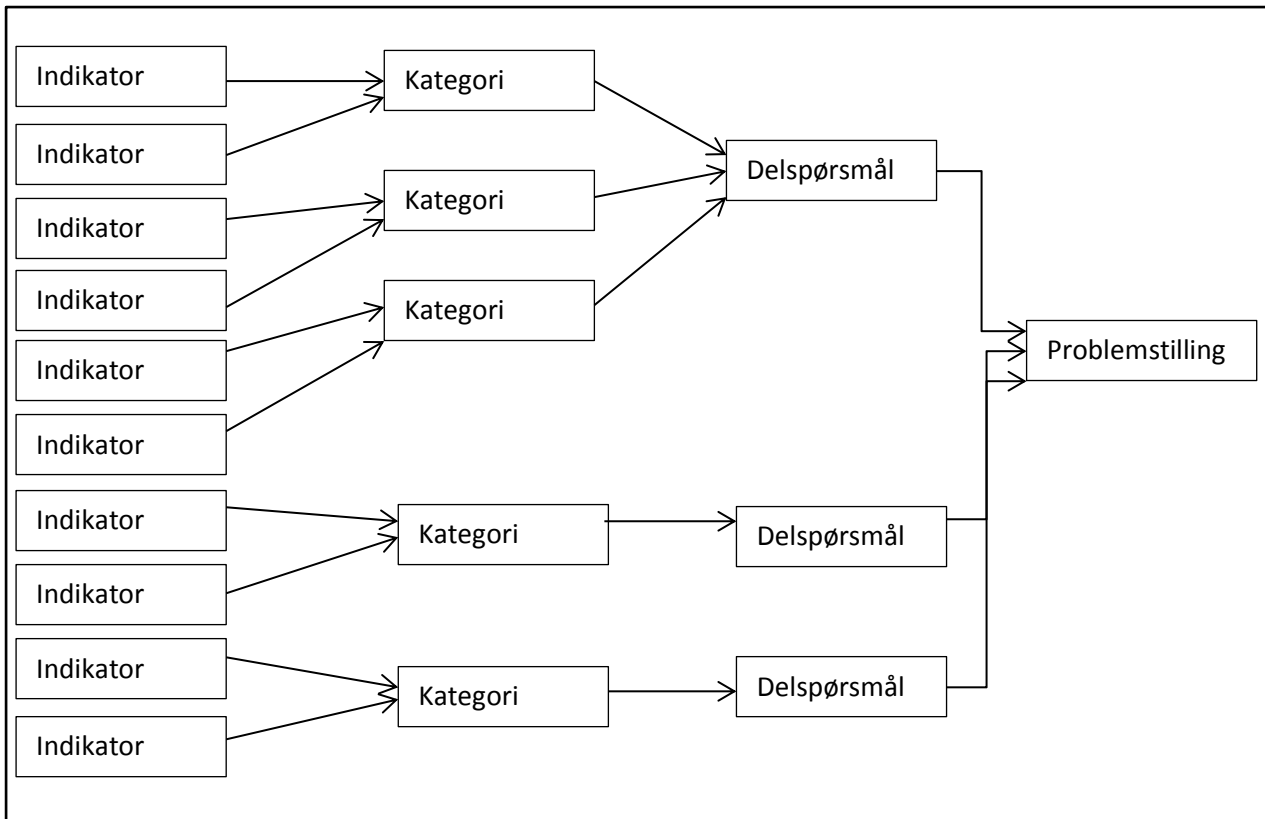 Indikator
Indikator
Indikator
Indikator
Indikator
Indikator
Indikator
Indikator
Indikator
Indikator
Kategori
Kategori
Kategori
Kategori
Kategori
Delspørsmål
Delspørsmål
Delspørsmål
Problemstilling